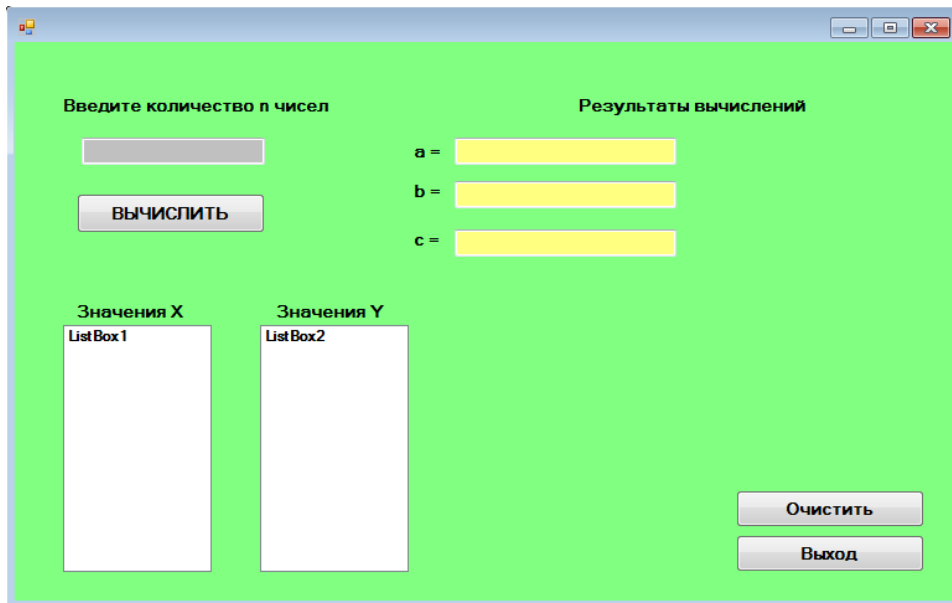 Введите количество n чисел
Результаты вычислений
a =
b =
ВЫЧИСЛИТЬ
c =
Значения X
Значения Y
ListBox1
ListBox2
Очистить
Выход